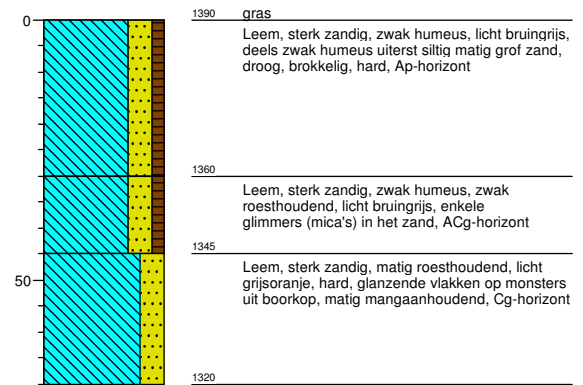 0
1390
gras
Leem, sterk zandig, zwak humeus, licht bruingrijs,
deels zwak humeus uiterst siltig matig grof zand,
droog, brokkelig, hard, Ap-horizont
1360
Leem, sterk zandig, zwak humeus, zwak
roesthoudend, licht bruingrijs, enkele
glimmers (mica's) in het zand, ACg-horizont
1345
50
Leem, sterk zandig, matig roesthoudend, licht
grijsoranje, hard, glanzende vlakken op monsters
uit boorkop, matig mangaanhoudend, Cg-horizont
1320